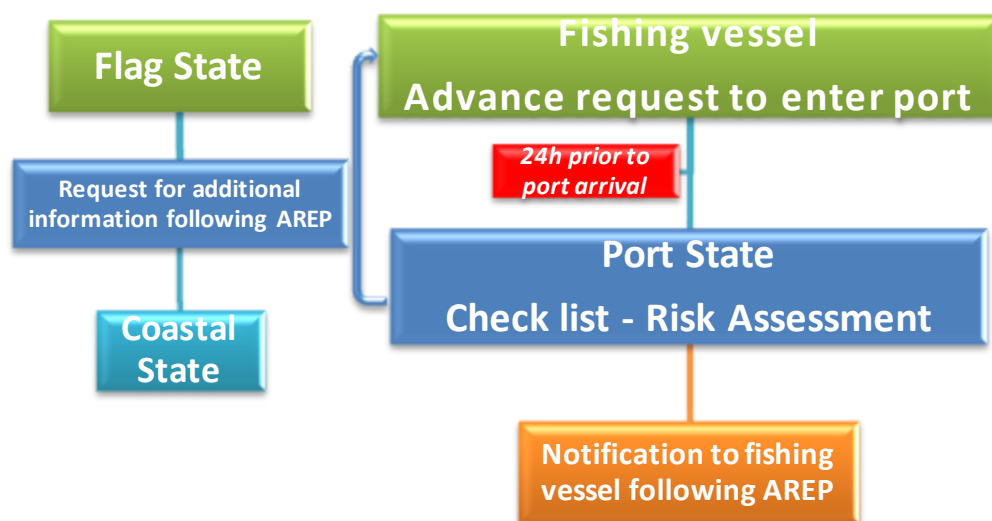 Flag State
Request for additional
information following AREP
Coastal
State
Fishing vessel
Advance request to enter port
24h prior to
port arrival
Port State
Check list - Risk Assessment
Notification to fishing
vessel following AREP